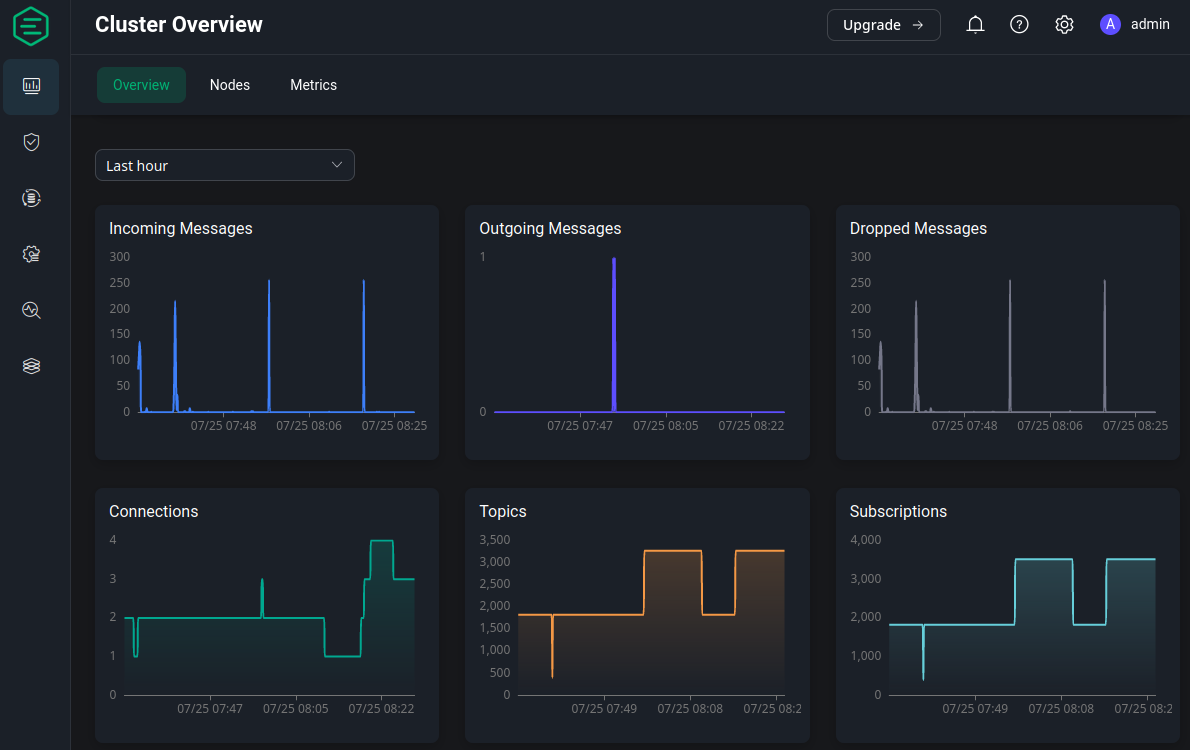 Cluster Overview
Upgrade →
A admin
Overview Nodes Metrics
Last hour
Incoming Messages
300
250
200
150
100
50
0
07/25 07:48 07/25 08:06 07/25 08:25
Outgoing Messages
1
0
07/25 07:47 07/25 08:05 07/25 08:22
Dropped Messages
300
250
200
150
100
50
0
07/25 07:48 07/25 08:06 07/25 08:25
Connections
4
3
2
1
0
07/25 07:47 07/25 08:05 07/25 08:22
Topics
3,500
3,000
2,500
2,000
1,500
1,000
500
0
07/25 07:49 07/25 08:08 07/25 08:2
Subscriptions
4,000
3,000
2,000
1,000
0
07/25 07:49 07/25 08:08 07/25 08:2